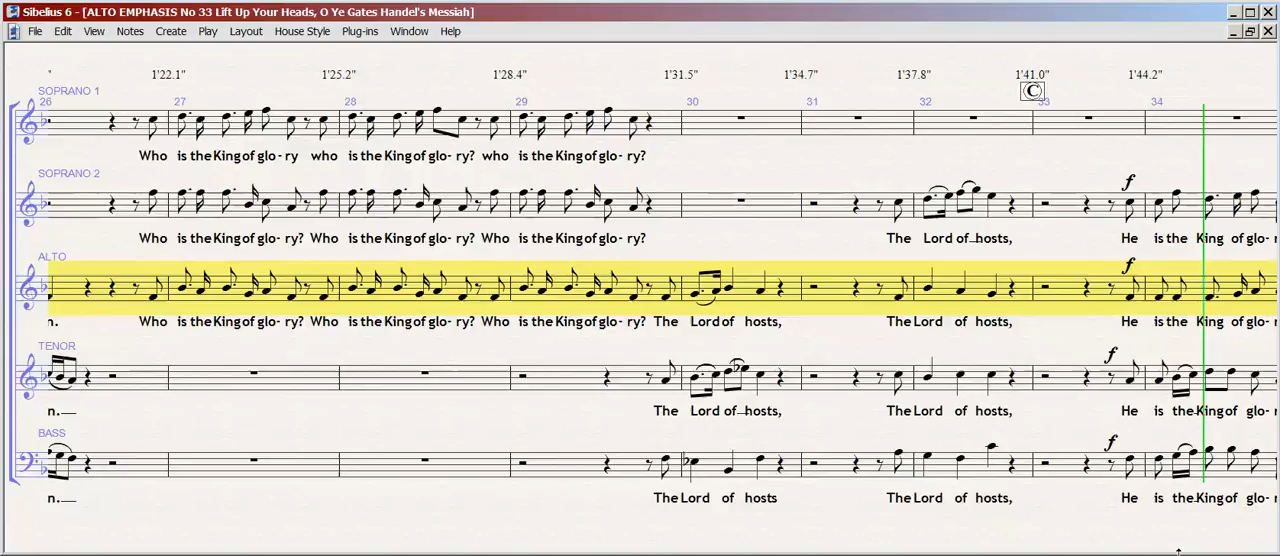 Sibelius 6 - [ALTO EMPHASIS No 33 Lift Up Your Heads, O Ye Gates Handel's Messiah]
File Edit View Notes Create Play Layout House Style Plug-ins Window Help
1'22.1" 1'25.2" 1'28.4" 1'31.5" 1'34.7" 1'37.8" 1'41.0" 1'44.2"
C
SOPRANO 1
26 27 28 29 30 31 32 33 34
Who is the King of glo- ry who is the King of glo- ry? who is the King of glo- ry?
SOPRANO 2
f
Who is the King of glo- ry? Who is the King of glo- ry? Who is the King of glo- ry? The Lord of hosts, He is the King of glo-
ALTO
f
n. Who is the King of glo- ry? Who is the King of glo- ry? Who is the King of glo- ry? The Lord of hosts, The Lord of hosts, He is the King of glo-
TENOR
f
n. The Lord of hosts, The Lord of hosts, He is the King of glo-
BASS
f
n. The Lord of hosts The Lord of hosts, He is the King of glo-